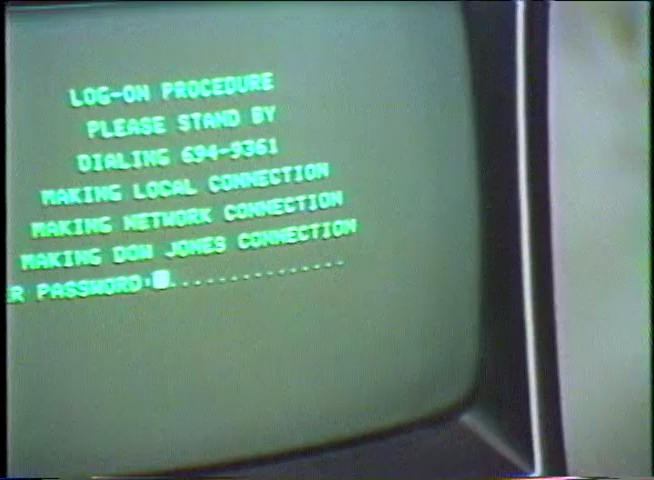 LOG-ON PROCEDURE
PLEASE STAND BY
DIALING 694-9361
MAKING LOCAL CONNECTION
MAKING NETWORK CONNECTION
MAKING DOW JONES CONNECTION
R PASSWORD:...............